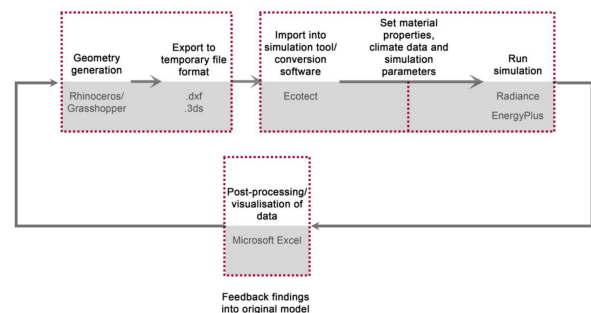 Geometry
generation
Rhinoceros/
Grasshopper
Export to
temporary file
format
.dxf
.3ds
Import into
simulation tool/
conversion
software
Ecotect
Set material
properties,
climate data and
simulation
parameters
Run
simulation
Radiance
EnergyPlus
Post-processing/
visualisation of
data
Microsoft Excel
Feedback findings
into original model